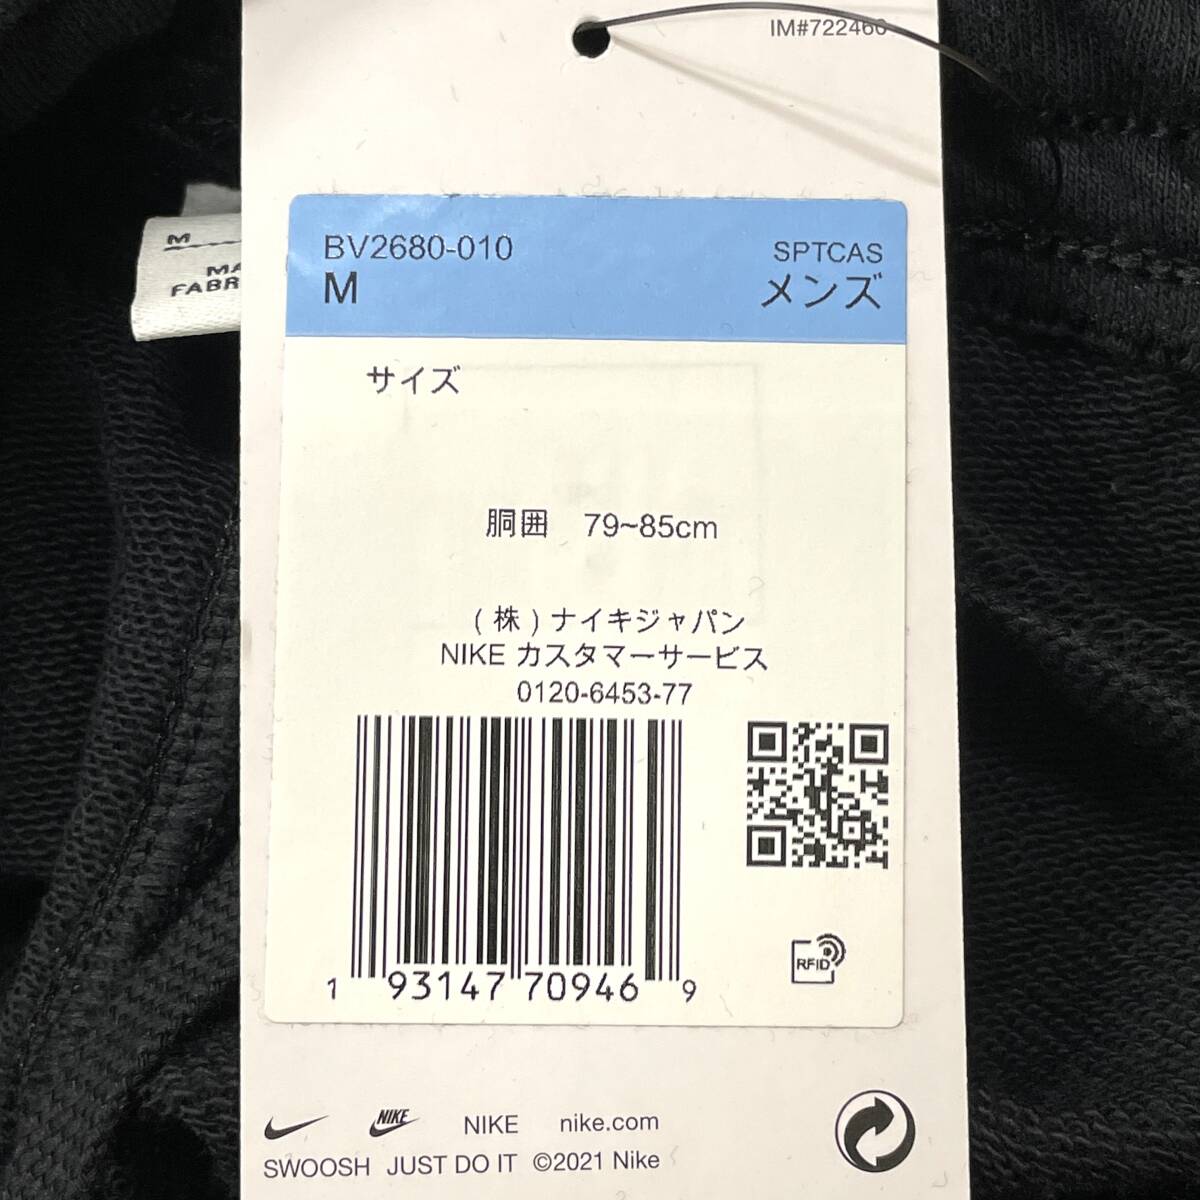 IM#722460
BV2680-010
SPTCAS
M
メンズ
M
FABR
サイズ
胴囲 79~85cm
(株)ナイキジャパン
NIKE カスタマーサービス
0120-6453-77
1 93147 70946 9
RFID
NIKE NIKE nike.com
SWOOSH JUST DO IT ©2021 Nike